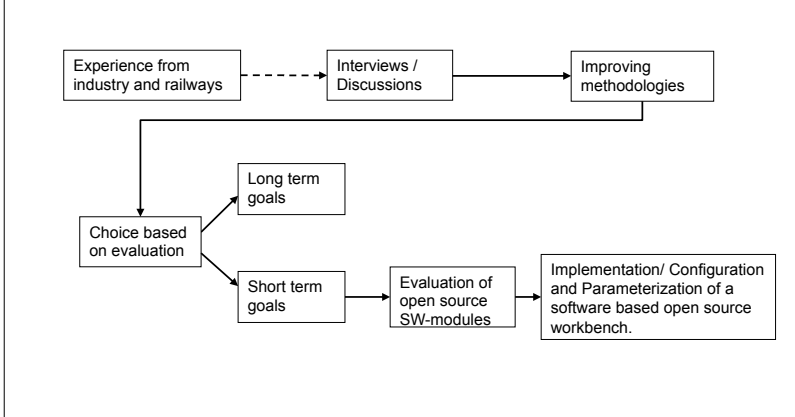 Experience from
industry and railways
Interviews /
Discussions
Improving
methodologies
Long term
goals
Choice based
on evaluation
Short term
goals
Evaluation of
open source
SW-modules
Implementation/ Configuration
and Parameterization of a
software based open source
workbench.